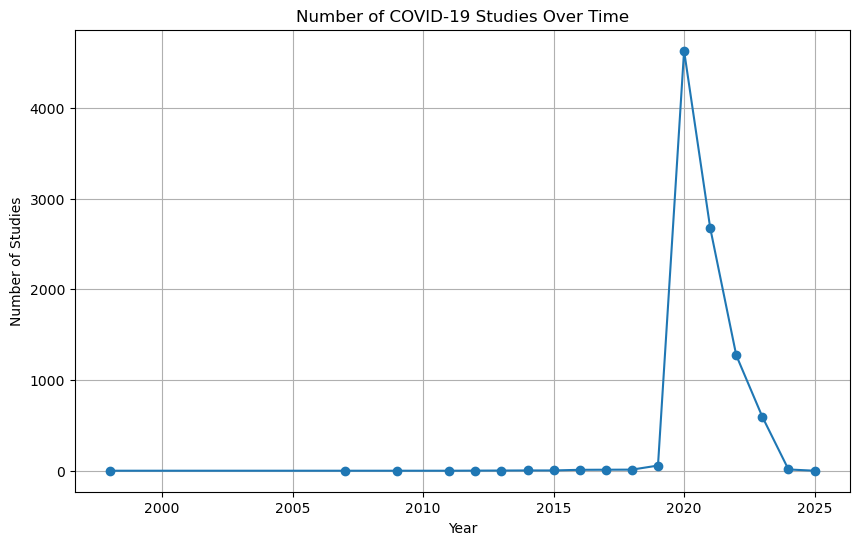 Number of COVID-19 Studies Over Time
Number of Studies
4000
3000
2000
1000
0
2000 2005 2010 2015 2020 2025
Year